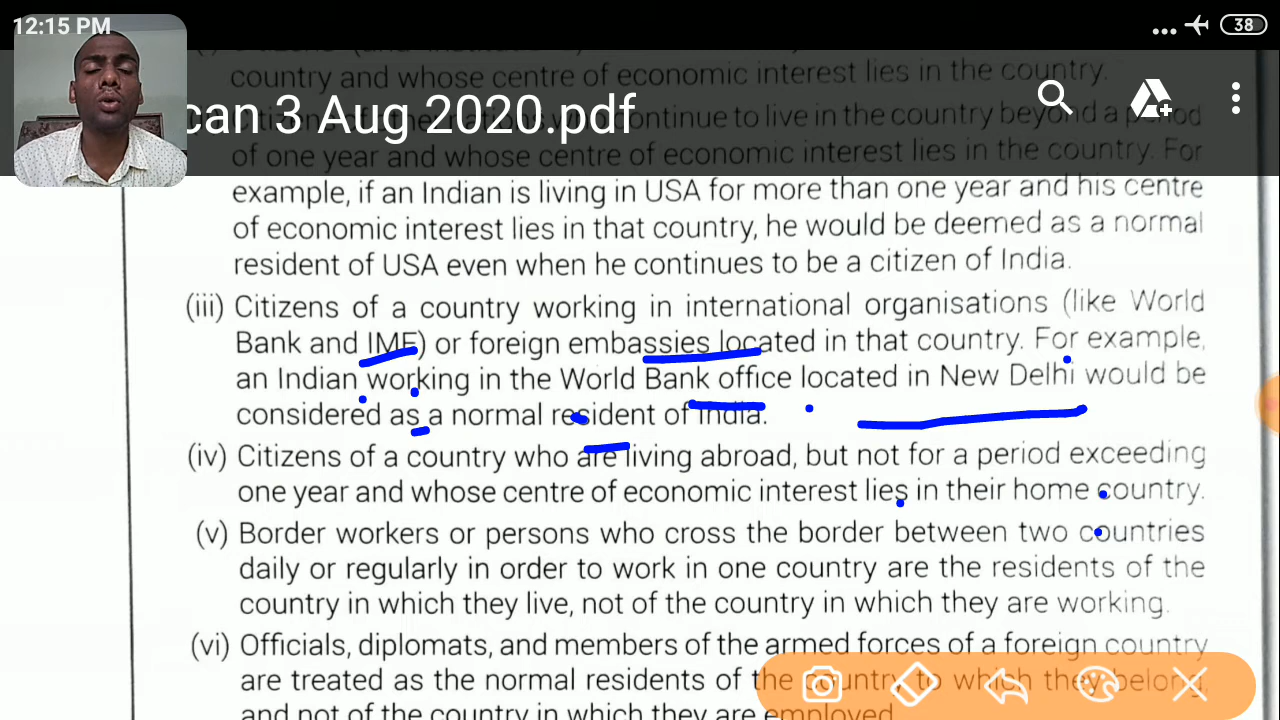 12:15 PM
38
country and whose centre of economic interest lies in the country.
can 3 Aug 2020.pdf
continue to live in the country beyond a period
of one year and whose centre of economic interest lies in the country. For
example, if an Indian is living in USA for more than one year and his centre
of economic interest lies in that country, he would be deemed as a normal
resident of USA even when he continues to be a citizen of India.
(iii) Citizens of a country working in international organisations (like World
Bank and IMF) or foreign embassies located in that country. For example,
an Indian working in the World Bank office located in New Delhi would be
considered as a normal resident of India.
(iv) Citizens of a country who are living abroad, but not for a period exceeding
one year and whose centre of economic interest lies in their home country.
(v) Border workers or persons who cross the border between two countries
daily or regularly in order to work in one country are the residents of the
country in which they live, not of the country in which they are working.
(vi) Officials, diplomats, and members of the armed forces of a foreign country
are treated as the normal residents of the country to which they belong,
and not of the country in which they are employed